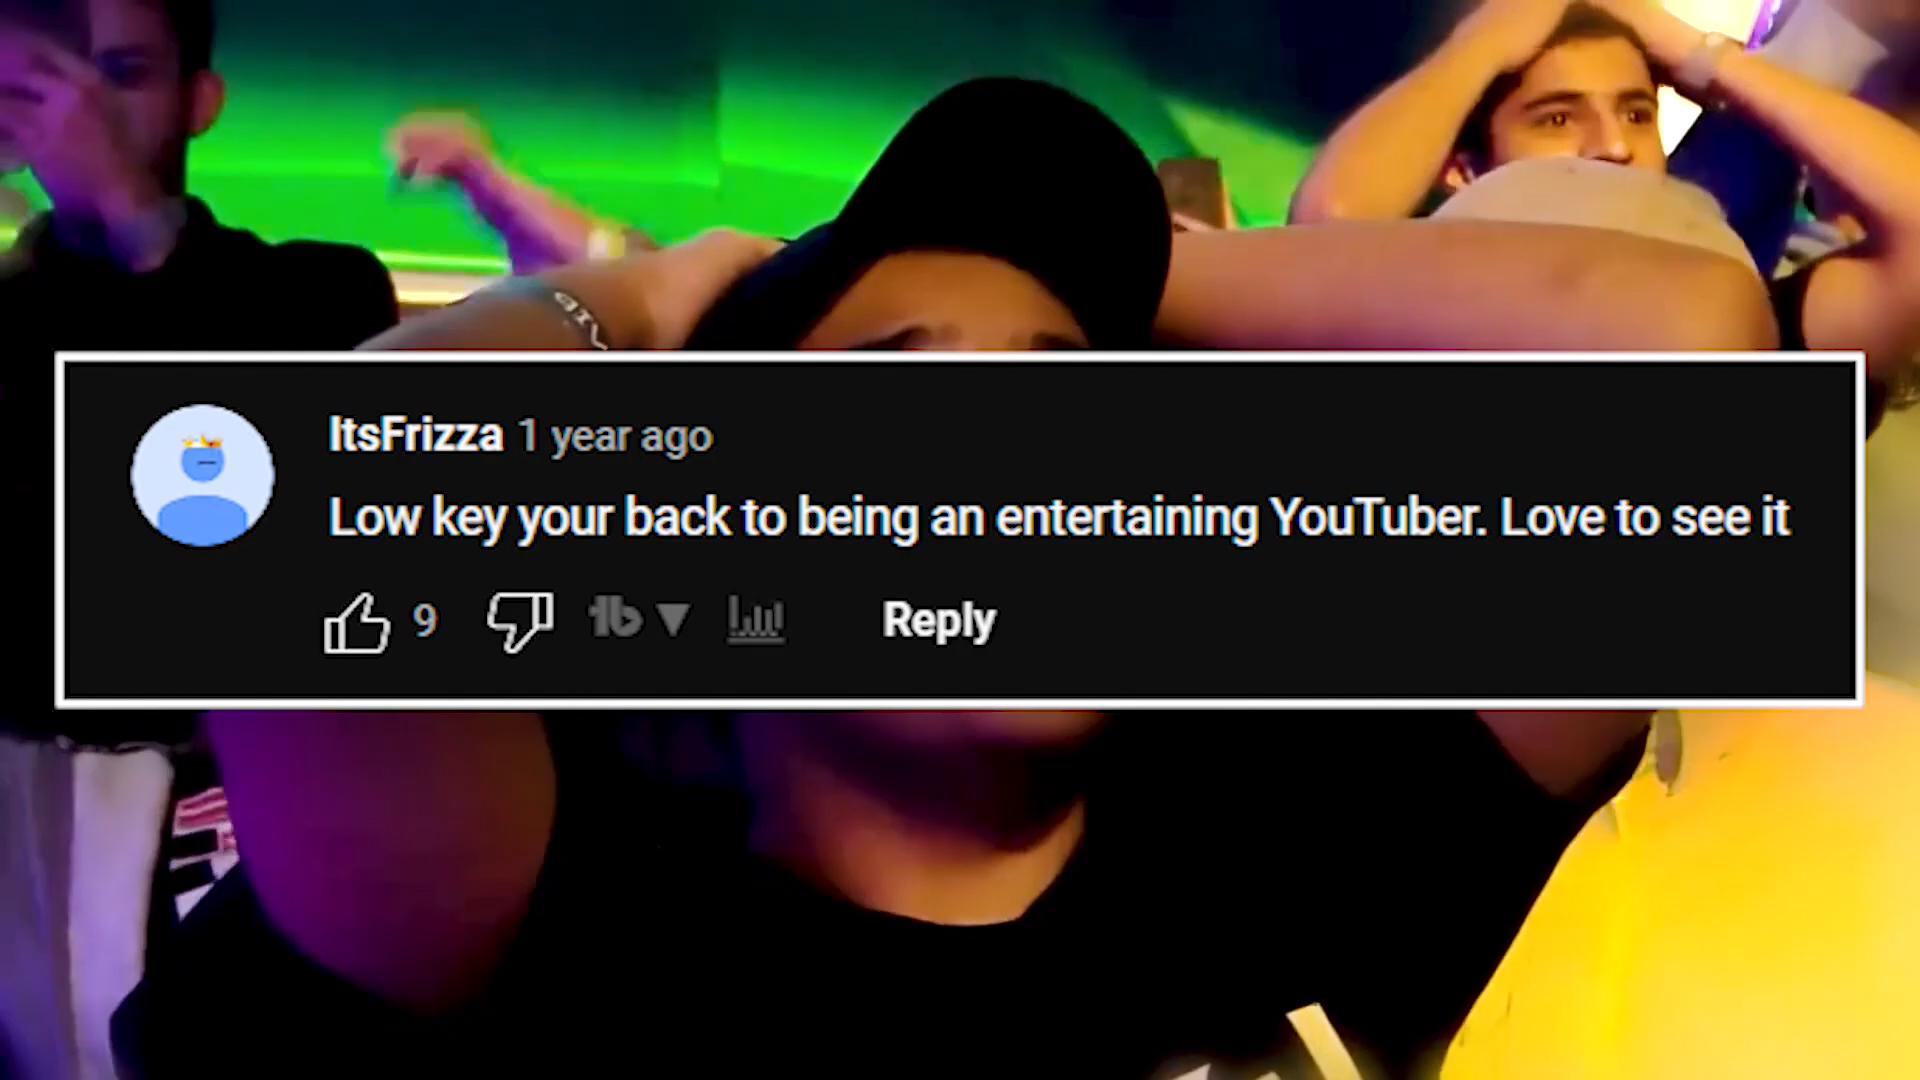 ItsFrizza 1 year ago
Low key your back to being an entertaining YouTuber. Love to see it
9 Reply